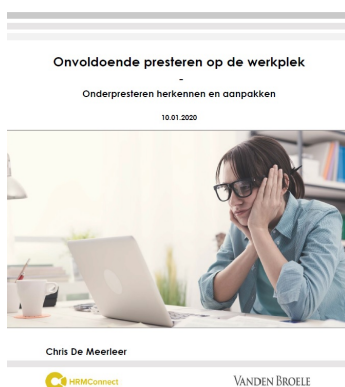 Onvoldoende presteren op de werkplek
-
Onderpresteren herkennen en aanpakken
10.01.2020
Chris De Meerleer
HRMConnect
VANDEN BROELE